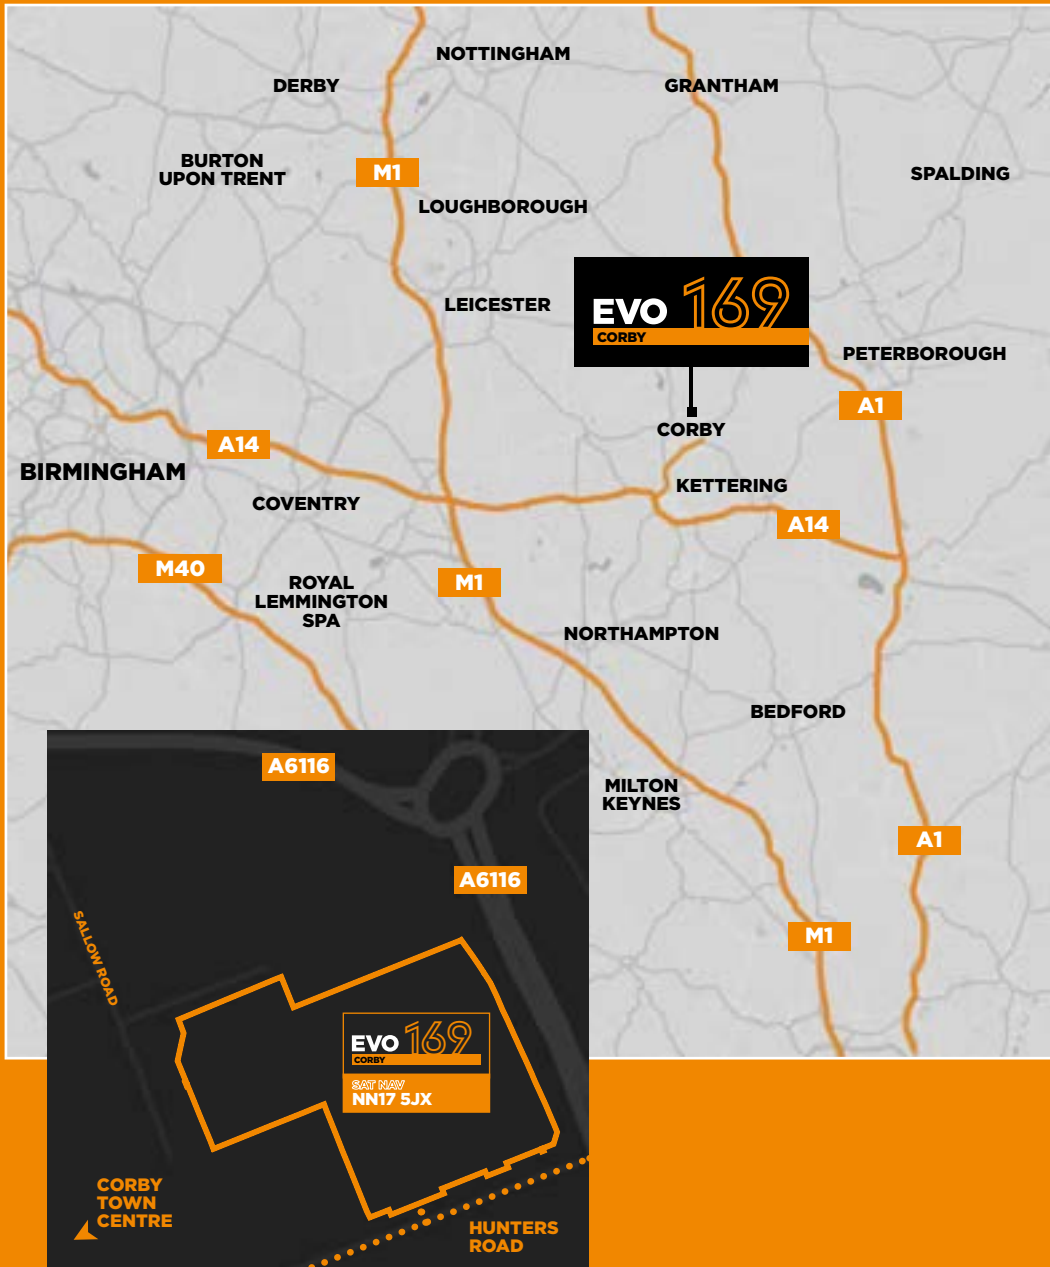 NOTTINGHAM
DERBY
GRANTHAM
BURTON
UPON TRENT
M1
SPALDING
LOUGHBOROUGH
LEICESTER
EVO 169
CORBY
PETERBOROUGH
A1
CORBY
A14
BIRMINGHAM
KETTERING
COVENTRY
A14
M40
ROYAL
LEMMINGTON
SPA
M1
NORTHAMPTON
BEDFORD
MILTON
KEYNES
A1
M1
A6116
A6116
SALLOW ROAD
EVO 169
CORBY
SAT NAV
NN17 5JX
CORBY
TOWN
CENTRE
HUNTERS
ROAD